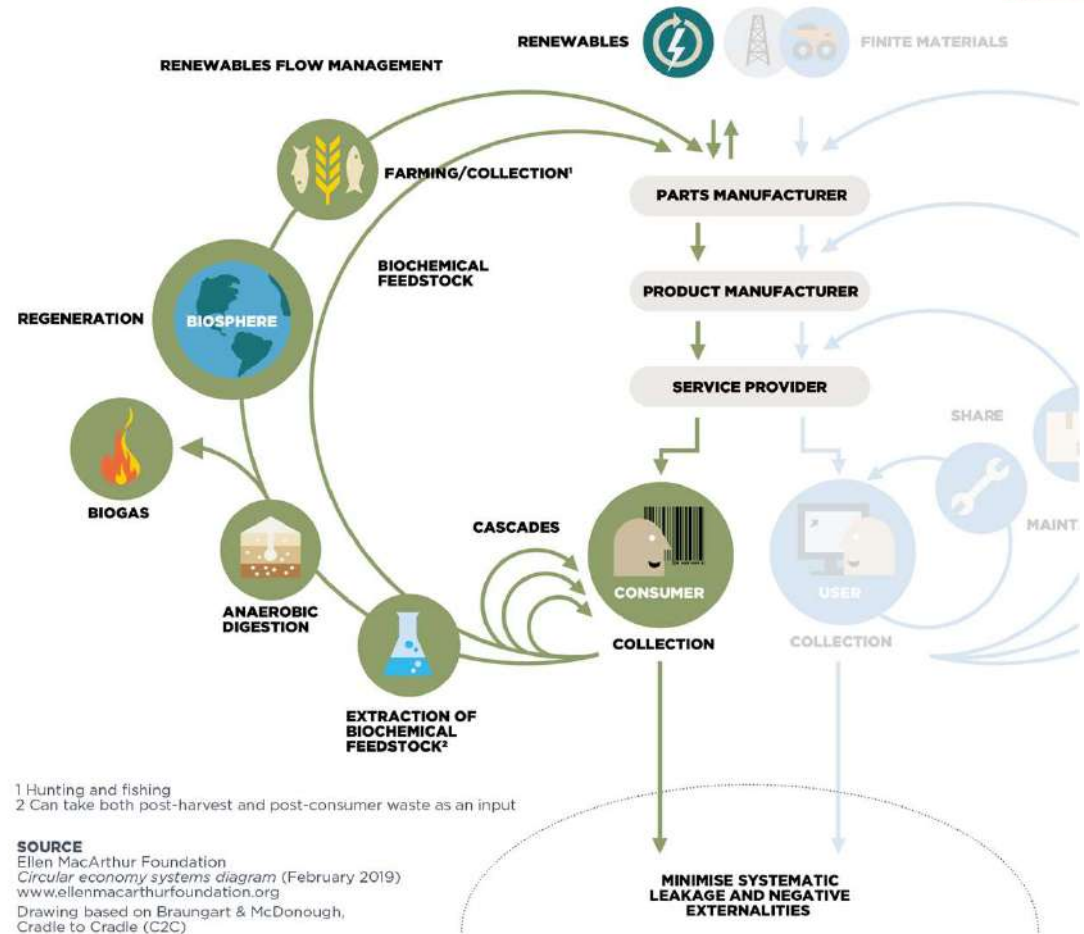 RENEWABLES
FINITE MATERIALS
RENEWABLES FLOW MANAGEMENT
FARMING/COLLECTION¹
PARTS MANUFACTURER
BIOCHEMICAL
FEEDSTOCK
PRODUCT MANUFACTURER
REGENERATION
BIOSPHERE
SERVICE PROVIDER
SHARE
BIOGAS
CASCADES
MAINT
CONSUMER
USER
ANAEROBIC
DIGESTION
COLLECTION
COLLECTION
EXTRACTION OF
BIOCHEMICAL
FEEDSTOCK²
1 Hunting and fishing
2 Can take both post-harvest and post-consumer waste as an input
SOURCE
Ellen MacArthur Foundation
Circular economy systems diagram (February 2019)
www.ellenmacarthurfoundation.org
Drawing based on Braungart & McDonough,
Cradle to Cradle (C2C)
MINIMISE SYSTEMATIC
LEAKAGE AND NEGATIVE
EXTERNALITIES